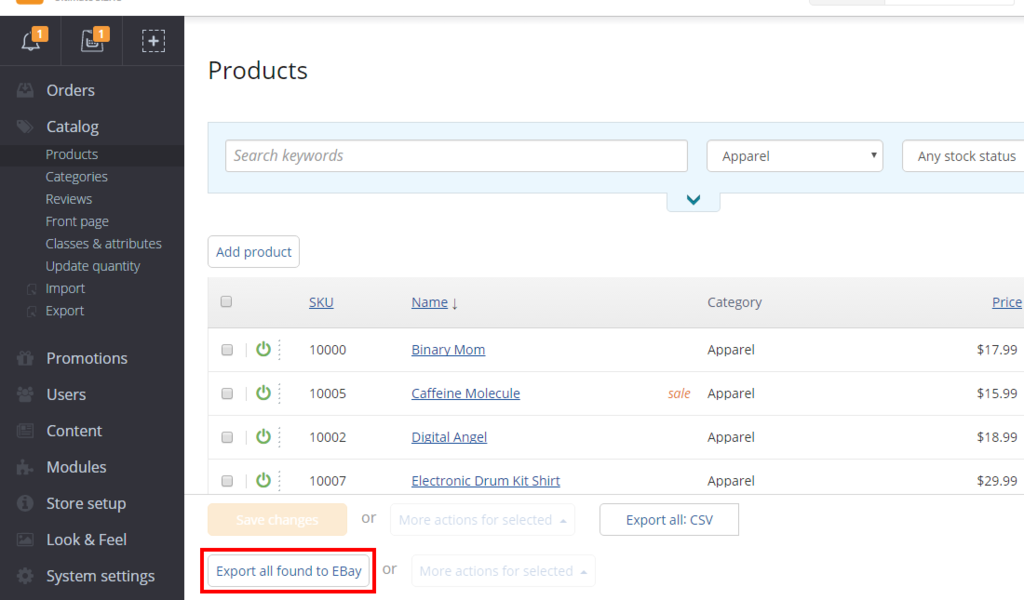 1
1
Products
Orders
Catalog
Products
Search keywords
Apparel
Any stock status
Categories
Reviews
Front page
Classes & attributes
Update quantity
Add product
Import
Export
SKU
Name ↓
Category
Price
10000
Binary Mom
Apparel
$17.99
Promotions
Users
10005
Caffeine Molecule
sale
Apparel
$15.99
Content
10002
Digital Angel
Apparel
$18.99
Modules
10007
Electronic Drum Kit Shirt
Apparel
$29.99
Store setup
Save changes
or
More actions for selected
Export all: CSV
Look & Feel
System settings
Export all found to EBay
or
More actions for selected